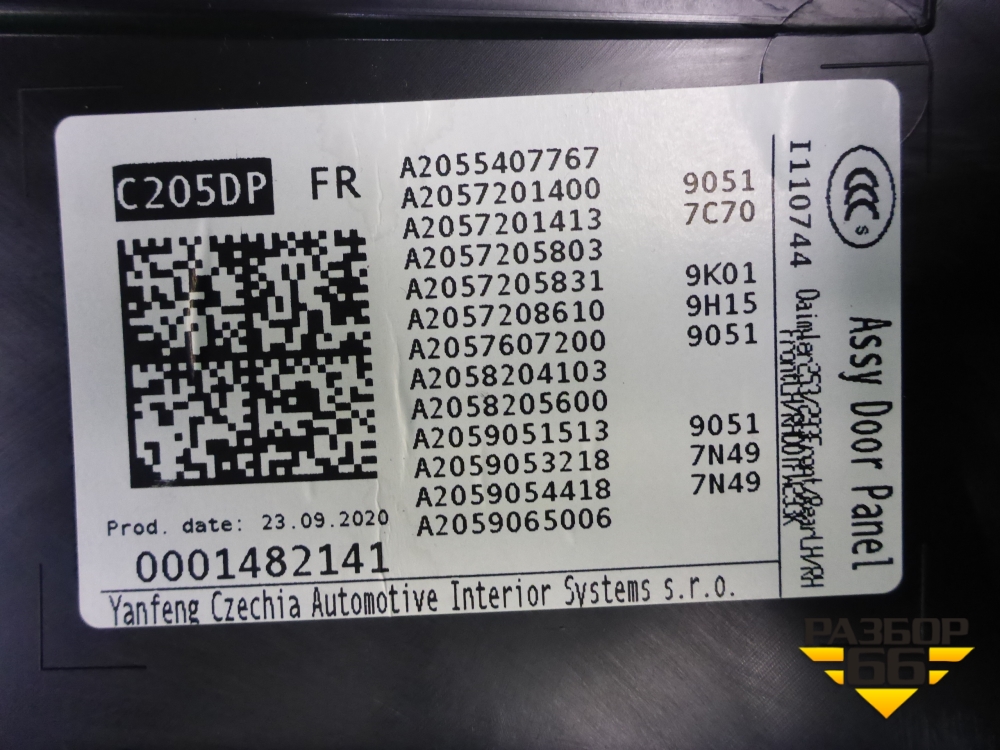 C205DP FR
A2055407767
A2057201400 9051
A2057201413 7C70
A2057205803
A2057205831 9K01
A2057208610 9H15
A2057607200 9051
A2058204103
A2058205600
A2059051513 9051
A2059053218 7N49
A2059054418 7N49
A2059065006
Prod. date: 23.09.2020
0001482141
Yanfeng Czechia Automotive Interior Systems s.r.o.
CCC S
I110744
Assy Door Panel
РАЗБОР
66